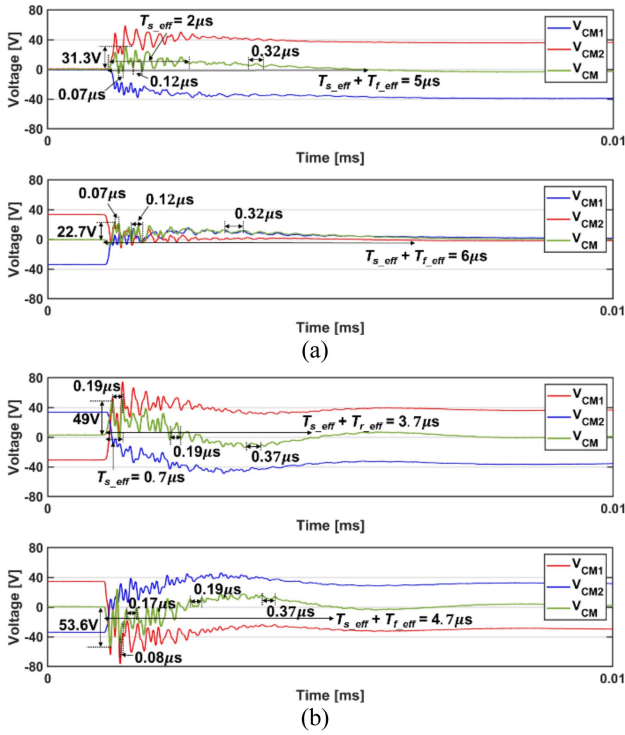 (a)
80
40
0
-40
-80
Voltage [V]
T_s_eff = 2μs
31.3V
0.07μs
0.12μs
0.32μs
T_s_eff + T_f_eff = 5μs
V_CM1
V_CM2
V_CM
0
0.01
Time [ms]
80
40
0
-40
-80
Voltage [V]
0.07μs
0.12μs
22.7V
0.32μs
T_s_eff + T_f_eff = 6μs
V_CM1
V_CM2
V_CM
0
0.01
Time [ms]
(a)
80
40
0
-40
-80
Voltage [V]
0.19μs
49V
T_s_eff + T_r_eff = 3.7μs
0.19μs
0.37μs
T_s_eff = 0.7μs
V_CM1
V_CM2
V_CM
0
0.01
Time [ms]
80
40
0
-40
-80
Voltage [V]
0.19μs
0.17μs
0.37μs
53.6V
T_s_eff + T_f_eff = 4.7μs
0.08μs
V_CM1
V_CM2
V_CM
0
0.01
Time [ms]
(b)